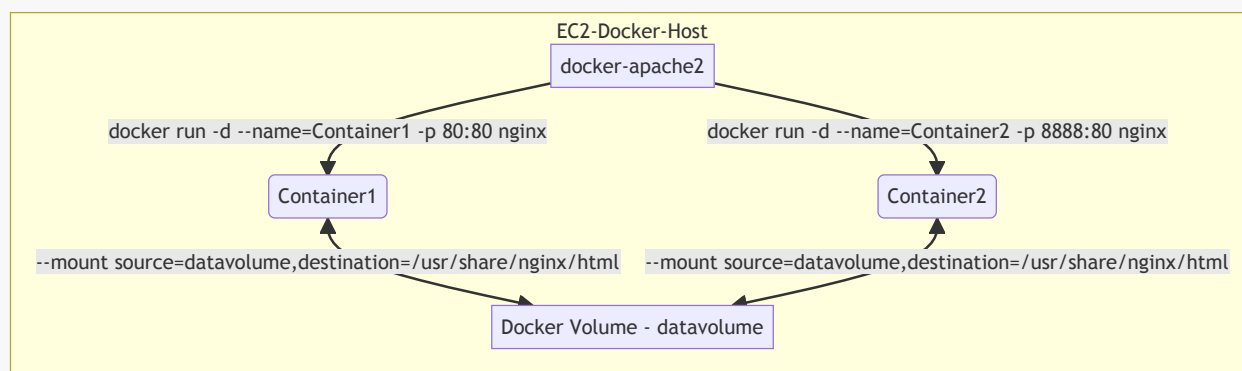 EC2-Docker-Host
docker-apache2
docker run -d --name=Container1 -p 80:80 nginx
docker run -d --name=Container2 -p 8888:80 nginx
Container1
Container2
--mount source=datavolume,destination=/usr/share/nginx/html
--mount source=datavolume,destination=/usr/share/nginx/html
Docker Volume - datavolume